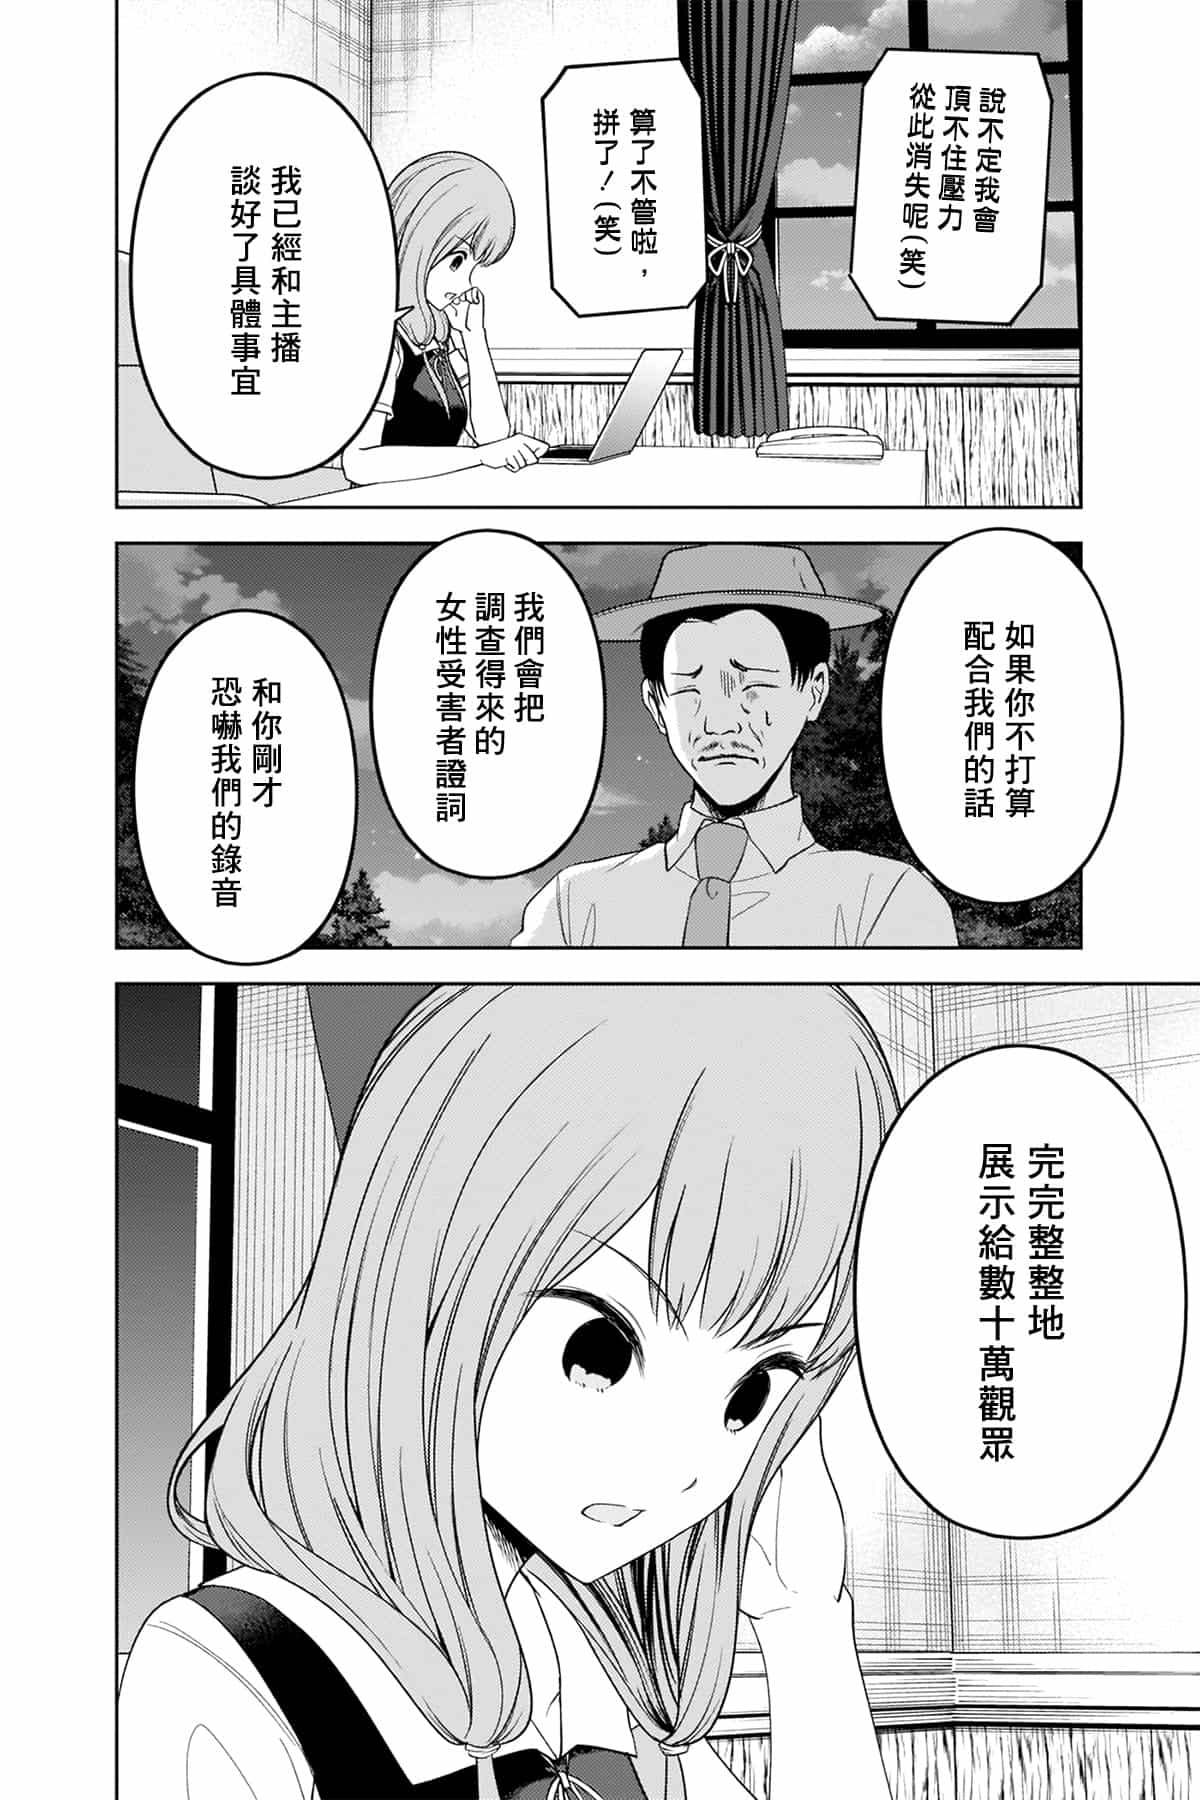 說不定我會
頂不住壓力
從此消失呢(笑)
算了不管啦，
拼了！(笑)
我已經和主播
談好了具體事宜
如果你不打算
配合我們的話
我們會把
調查得來的
女性受害者證詞
和你剛才
恐嚇我們的錄音
完完整整地
展示給數十萬觀眾